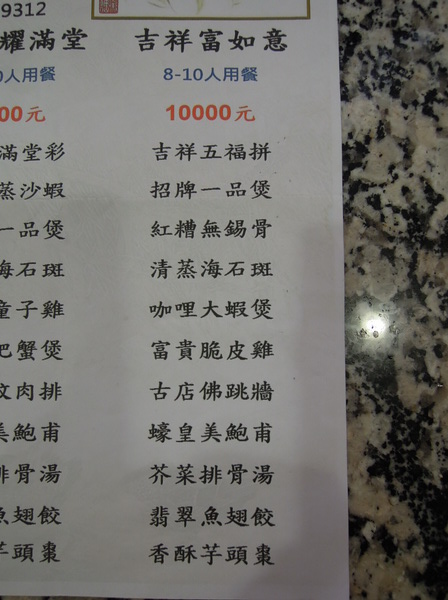 9312
耀滿堂 吉祥富如意
0人用餐 8-10人用餐
00元 10000元
滿堂彩 吉祥五福拼
蒸沙蝦 招牌一品煲
一品煲 紅糟無錫骨
海石斑 清蒸海石斑
童子雞 咖哩大蝦煲
肥蟹煲 富貴脆皮雞
肉排 古店佛跳牆
美鮑甫 蠔皇美鮑甫
排骨湯 芥菜排骨湯
魚翅餃 翡翠魚翅餃
芋頭棗 香酥芋頭棗